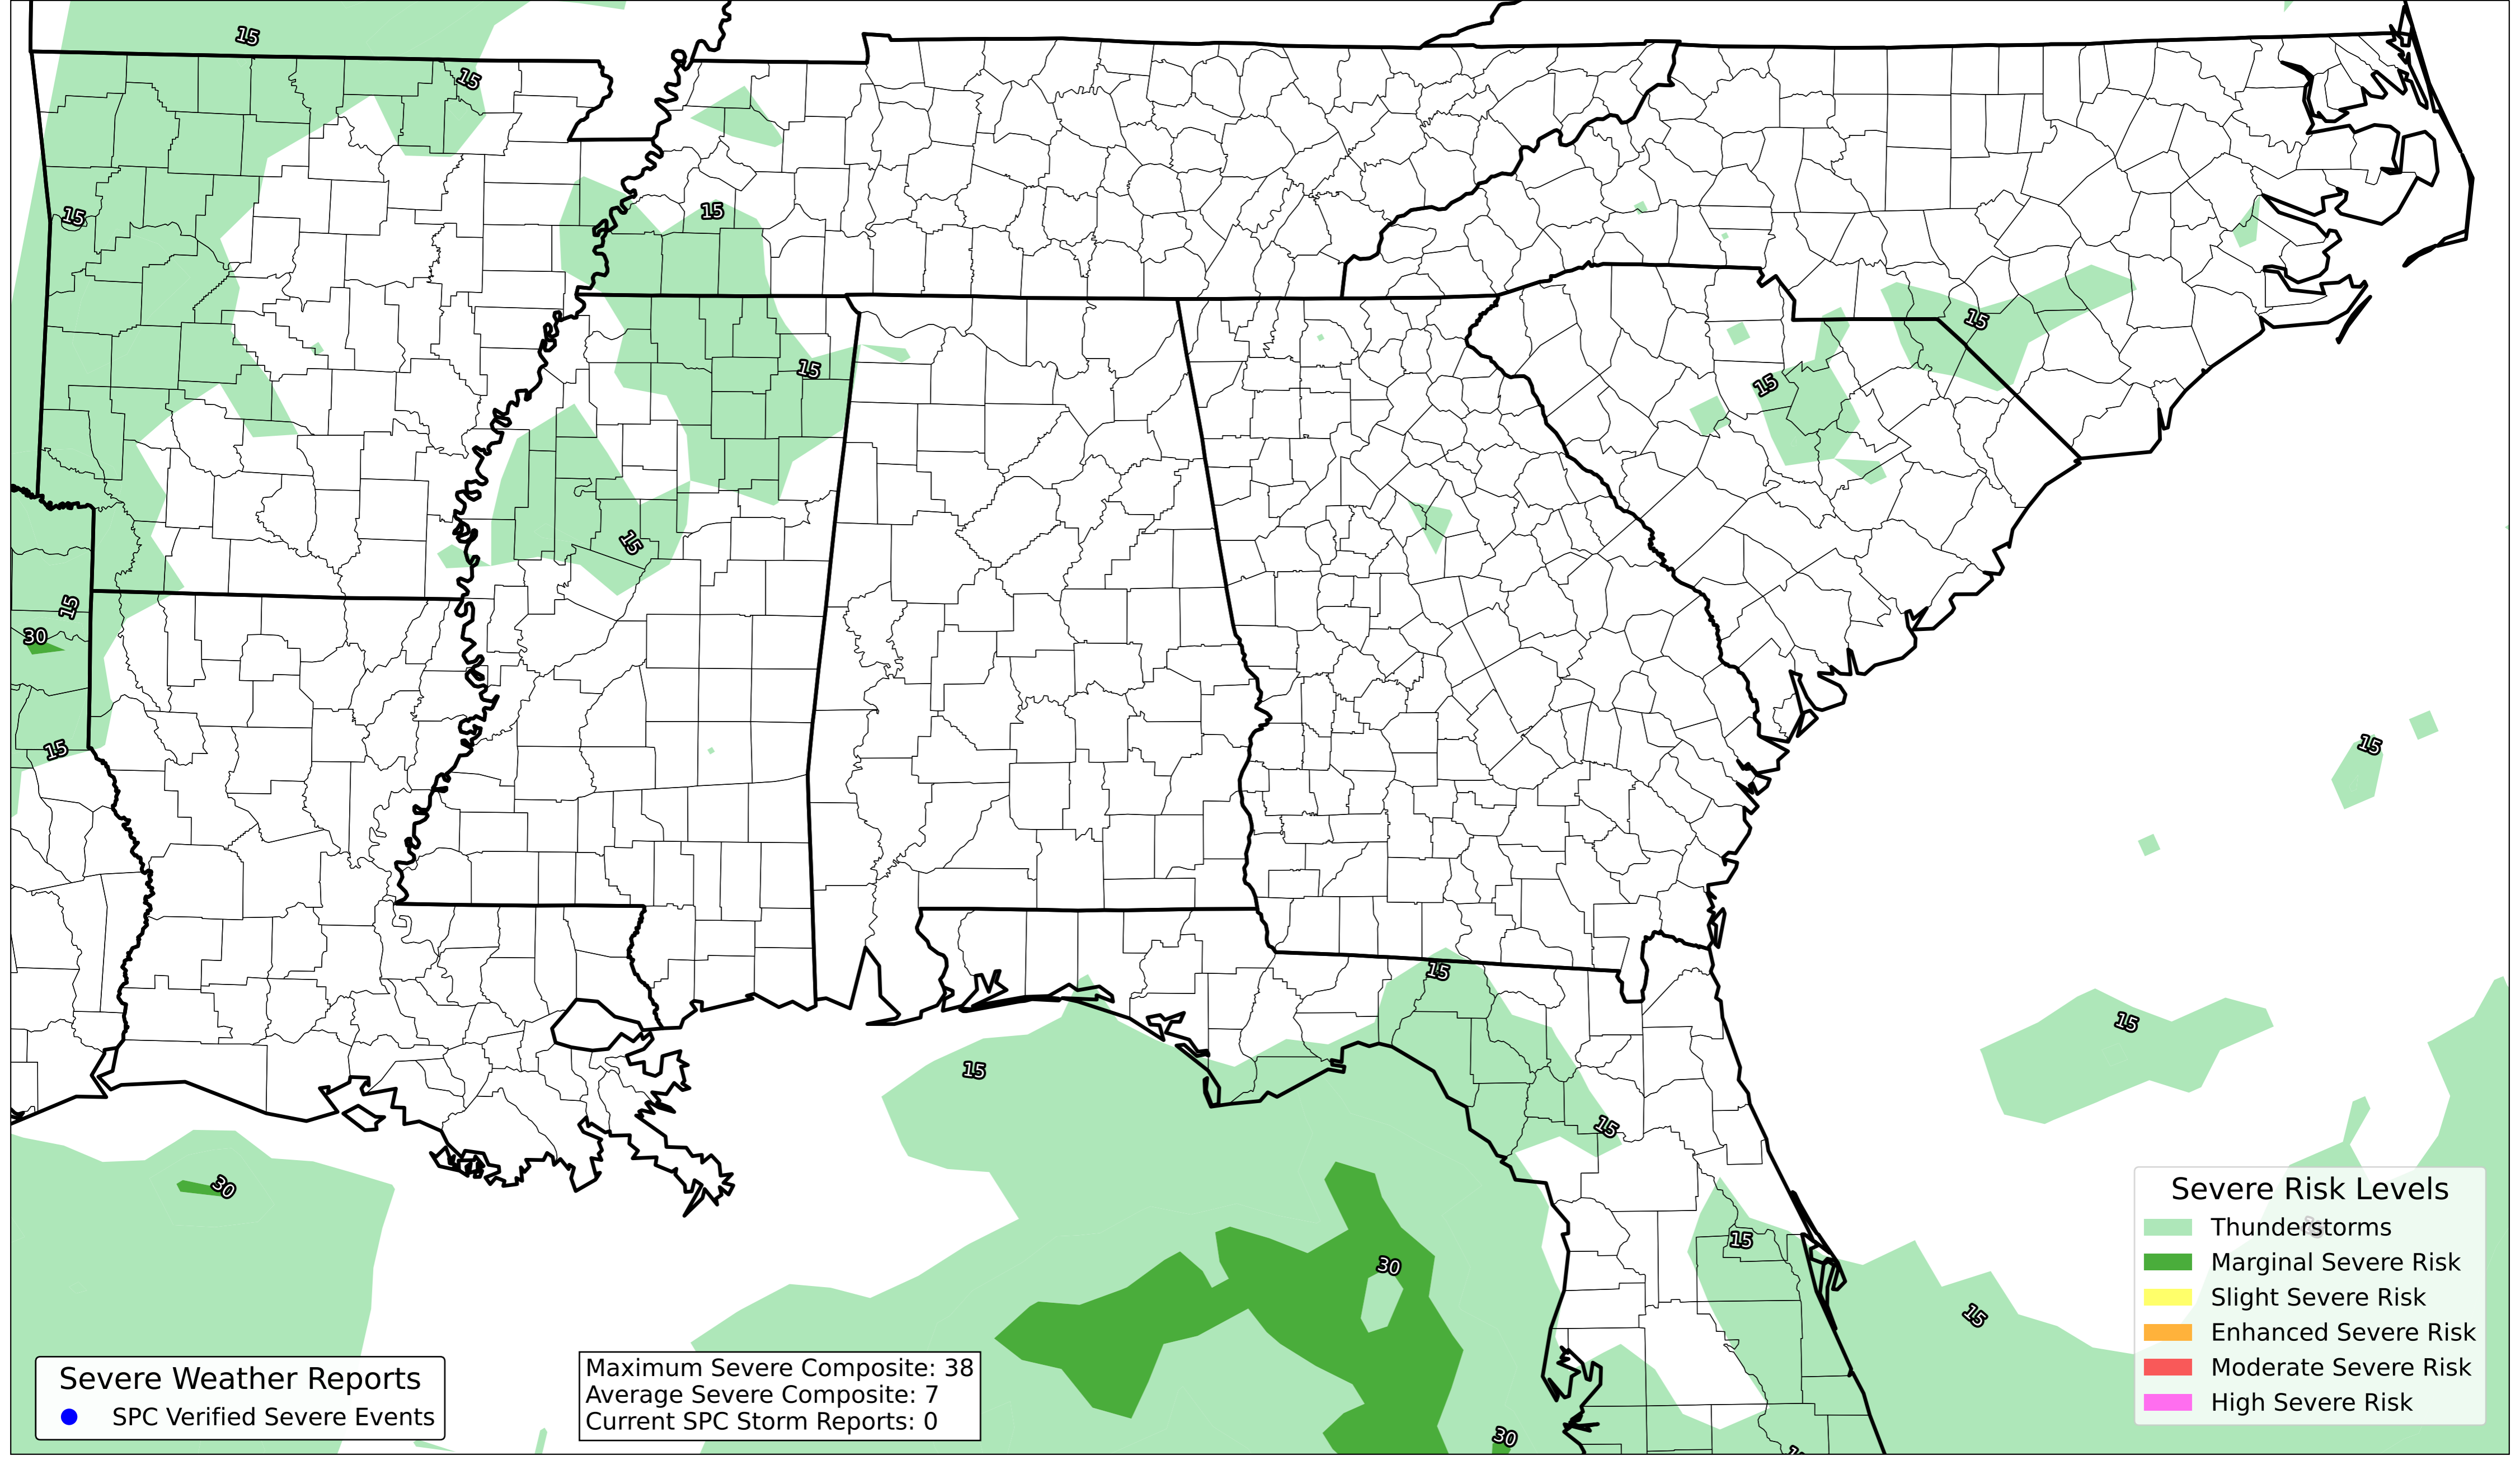 15
15
15
15
15
15
15
15
15
30
15
15
15
15
15
30
15
30
15
15
30
15
Severe Risk Levels
Thunderstorms
Marginal Severe Risk
Slight Severe Risk
Enhanced Severe Risk
Moderate Severe Risk
High Severe Risk
Severe Weather Reports
SPC Verified Severe Events
Maximum Severe Composite: 38
Average Severe Composite: 7
Current SPC Storm Reports: 0